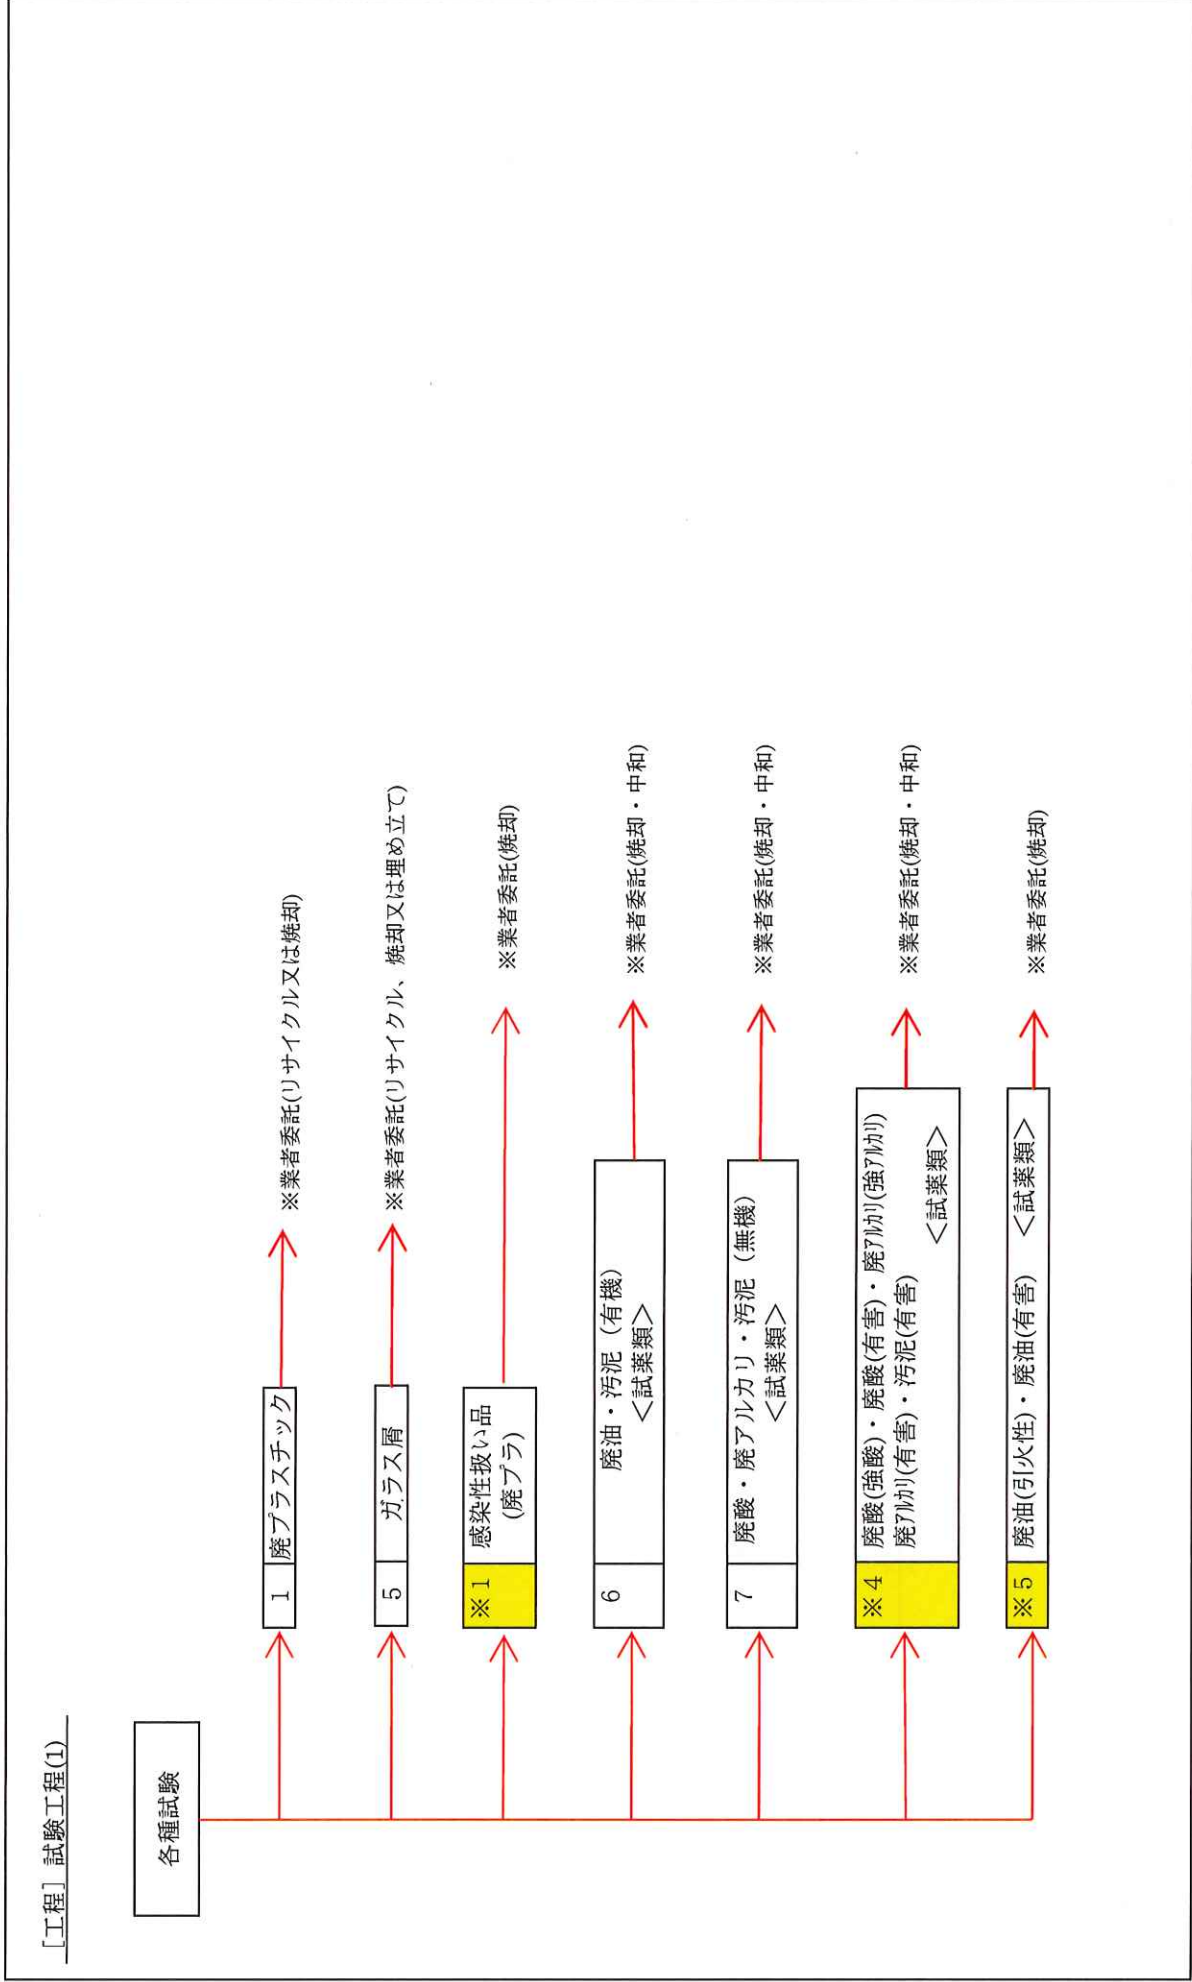 ［工程］試験工程(1)
各種試験
1 廃プラスチック ※業者委託(リサイクル又は焼却)
5 ガラス屑 ※業者委託(リサイクル、焼却又は埋め立て)
※1 感染性扱い品 ※業者委託(焼却)
(廃プラ)
6 廃油・汚泥（有機） ※業者委託(焼却・中和)
＜試薬類＞
7 廃酸・廃アルカリ・汚泥（無機） ※業者委託(焼却・中和)
＜試薬類＞
※4 廃酸(強酸)・廃酸(有害)・廃ｱﾙｶﾘ(強ｱﾙｶﾘ) ※業者委託(焼却・中和)
廃ｱﾙｶﾘ(有害)・汚泥(有害)
＜試薬類＞
※5 廃油(引火性)・廃油(有害) ＜試薬類＞ ※業者委託(焼却)